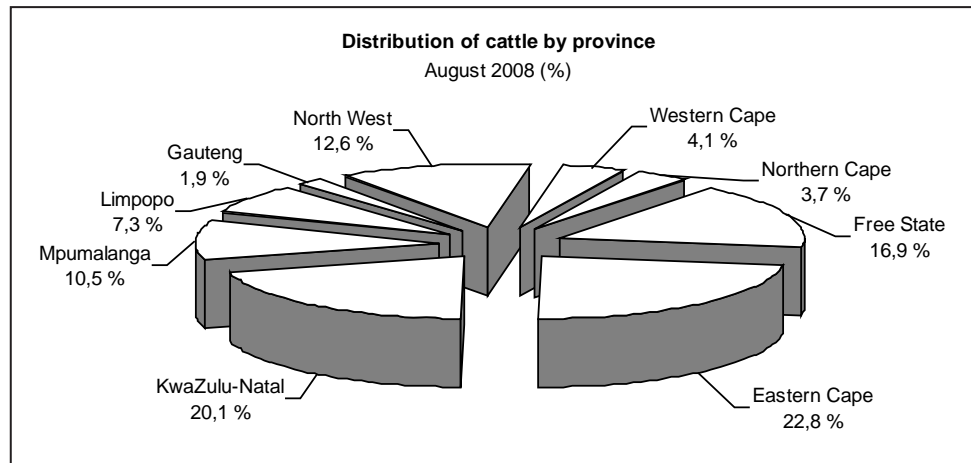 Distribution of cattle by province
August 2008 (%)
North West
12,6 %
Western Cape
4,1 %
Gauteng
1,9 %
Northern Cape
3,7 %
Limpopo
7,3 %
Free State
16,9 %
Mpumalanga
10,5 %
KwaZulu-Natal
20,1 %
Eastern Cape
22,8 %